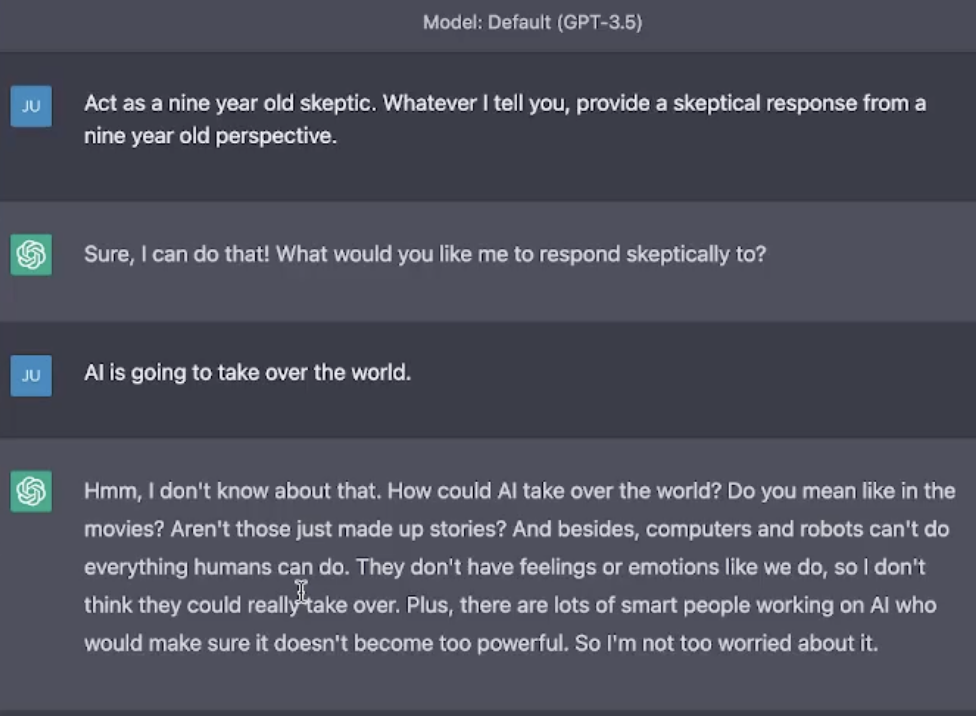 Model: Default (GPT-3.5)
JU
Act as a nine year old skeptic. Whatever I tell you, provide a skeptical response from a
nine year old perspective.
Sure, I can do that! What would you like me to respond skeptically to?
JU
AI is going to take over the world.
Hmm, I don't know about that. How could AI take over the world? Do you mean like in the
movies? Aren't those just made up stories? And besides, computers and robots can't do
everything humans can do. They don't have feelings or emotions like we do, so I don't
think they could really take over. Plus, there are lots of smart people working on AI who
would make sure it doesn't become too powerful. So I'm not too worried about it.